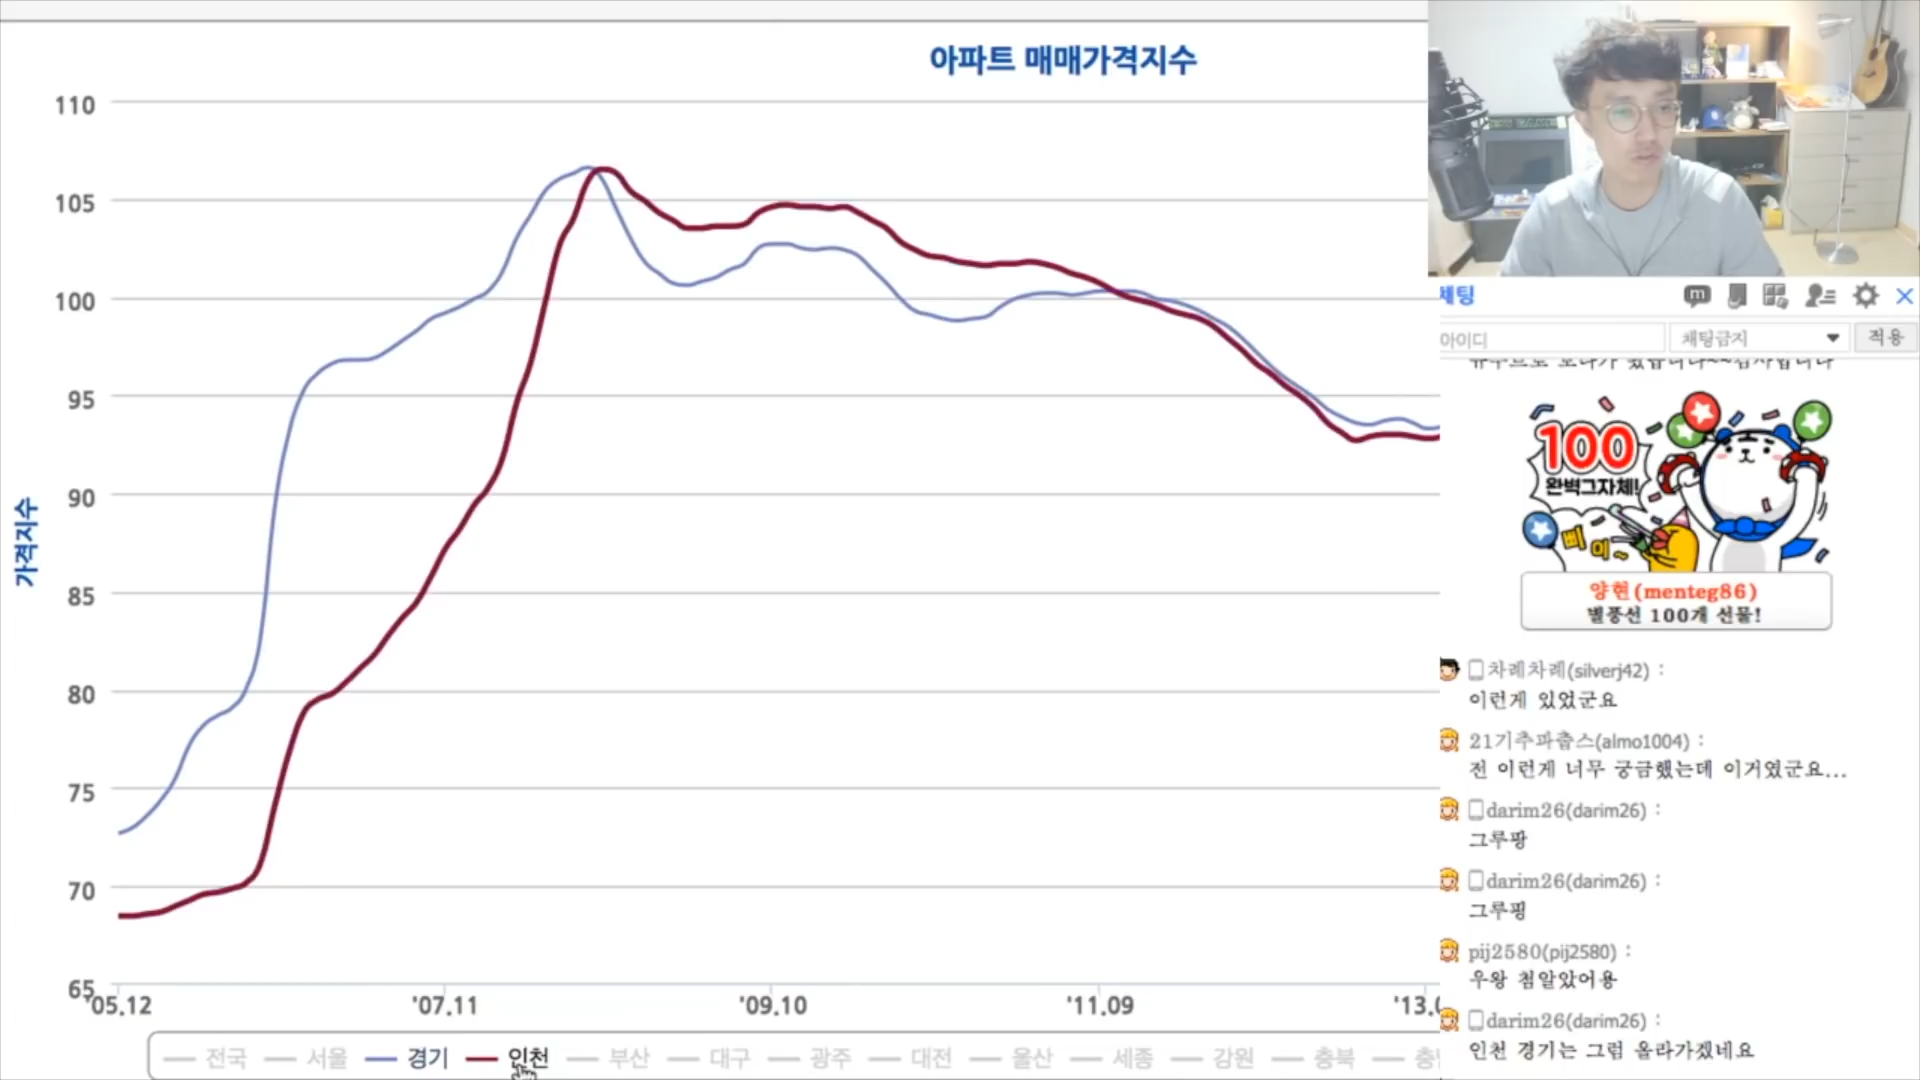 아파트 매매가격지수
110
105
100
95
90
85
80
75
70
65
가격지수
'05.12
'07.11
'09.10
'11.09
'13.0
전국
서울
경기
인천
부산
대구
광주
대전
울산
세종
강원
충북
채팅
아이디
채팅금지
적용
100
완벽그자체!
양현(menteg86)
별풍선 100개 선물!
차례차례(silverj42) :
이런게 있었군요
21기추파춥스(almo1004) :
전 이런게 너무 궁금했는데 이거였군요...
darim26(darim26) :
그루팡
darim26(darim26) :
그루핑
pij2580(pij2580) :
우왕 첨알았어용
darim26(darim26) :
인천 경기는 그럼 올라가겠네요